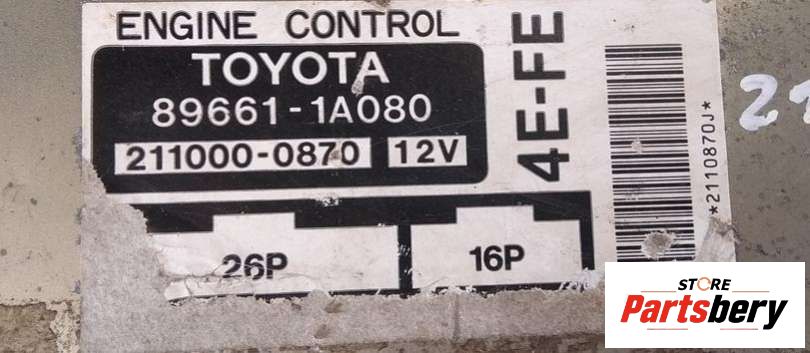 ENGINE CONTROL
TOYOTA
89661-1A080
211000-0870 12V
4E-FE
*2110870J*
26P
16P
STORE
Partsbery